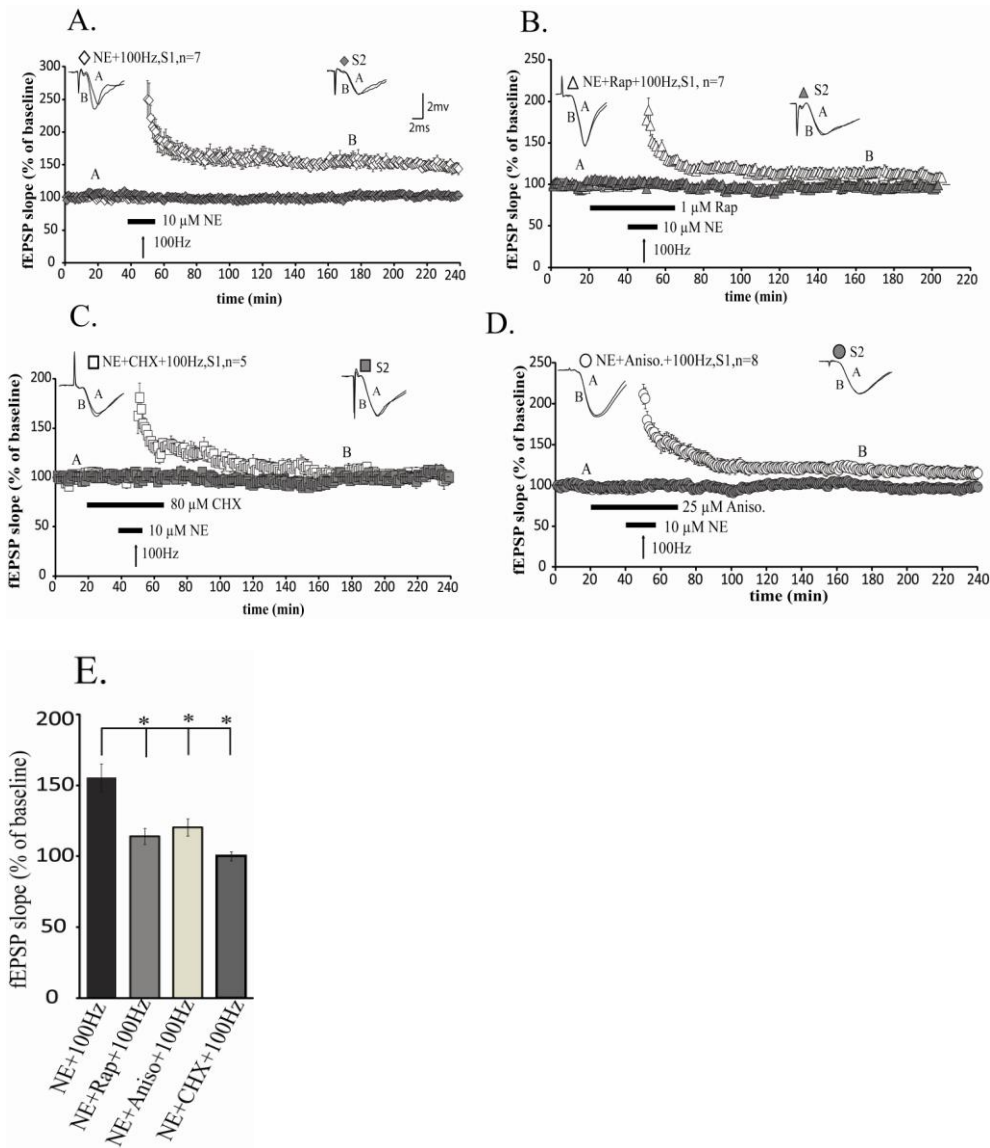 A.
NE+100Hz,S1,n=7
S2
A
B
A
B
2mv
2ms
fEPSP slope (% of baseline)
300
250
200
150
100
50
0
A
B
10 µM NE
100Hz
0 20 40 60 80 100 120 140 160 180 200 220 240
time (min)
B.
NE+Rap+100Hz,S1, n=7
S2
A
B
A
B
fEPSP slope (% of baseline)
250
200
150
100
50
0
A
B
1 µM Rap
10 µM NE
100Hz
0 20 40 60 80 100 120 140 160 180 200 220
time (min)
C.
NE+CHX+100Hz,S1,n=5
S2
A
B
A
B
fEPSP slope (% of baseline)
200
150
100
50
0
A
B
80 µM CHX
10 µM NE
100Hz
0 20 40 60 80 100 120 140 160 180 200 220 240
time (min)
D.
NE+Aniso.+100Hz,S1,n=8
S2
A
B
A
B
fEPSP slope (% of baseline)
250
200
150
100
50
0
A
B
25 µM Aniso.
10 µM NE
100Hz
0 20 40 60 80 100 120 140 160 180 200 220 240
time (min)
E.
fEPSP slope (% of baseline)
200
150
100
50
0
* * *
NE+100Hz
NE+Rap+100Hz
NE+Aniso+100Hz
NE+CHX+100Hz